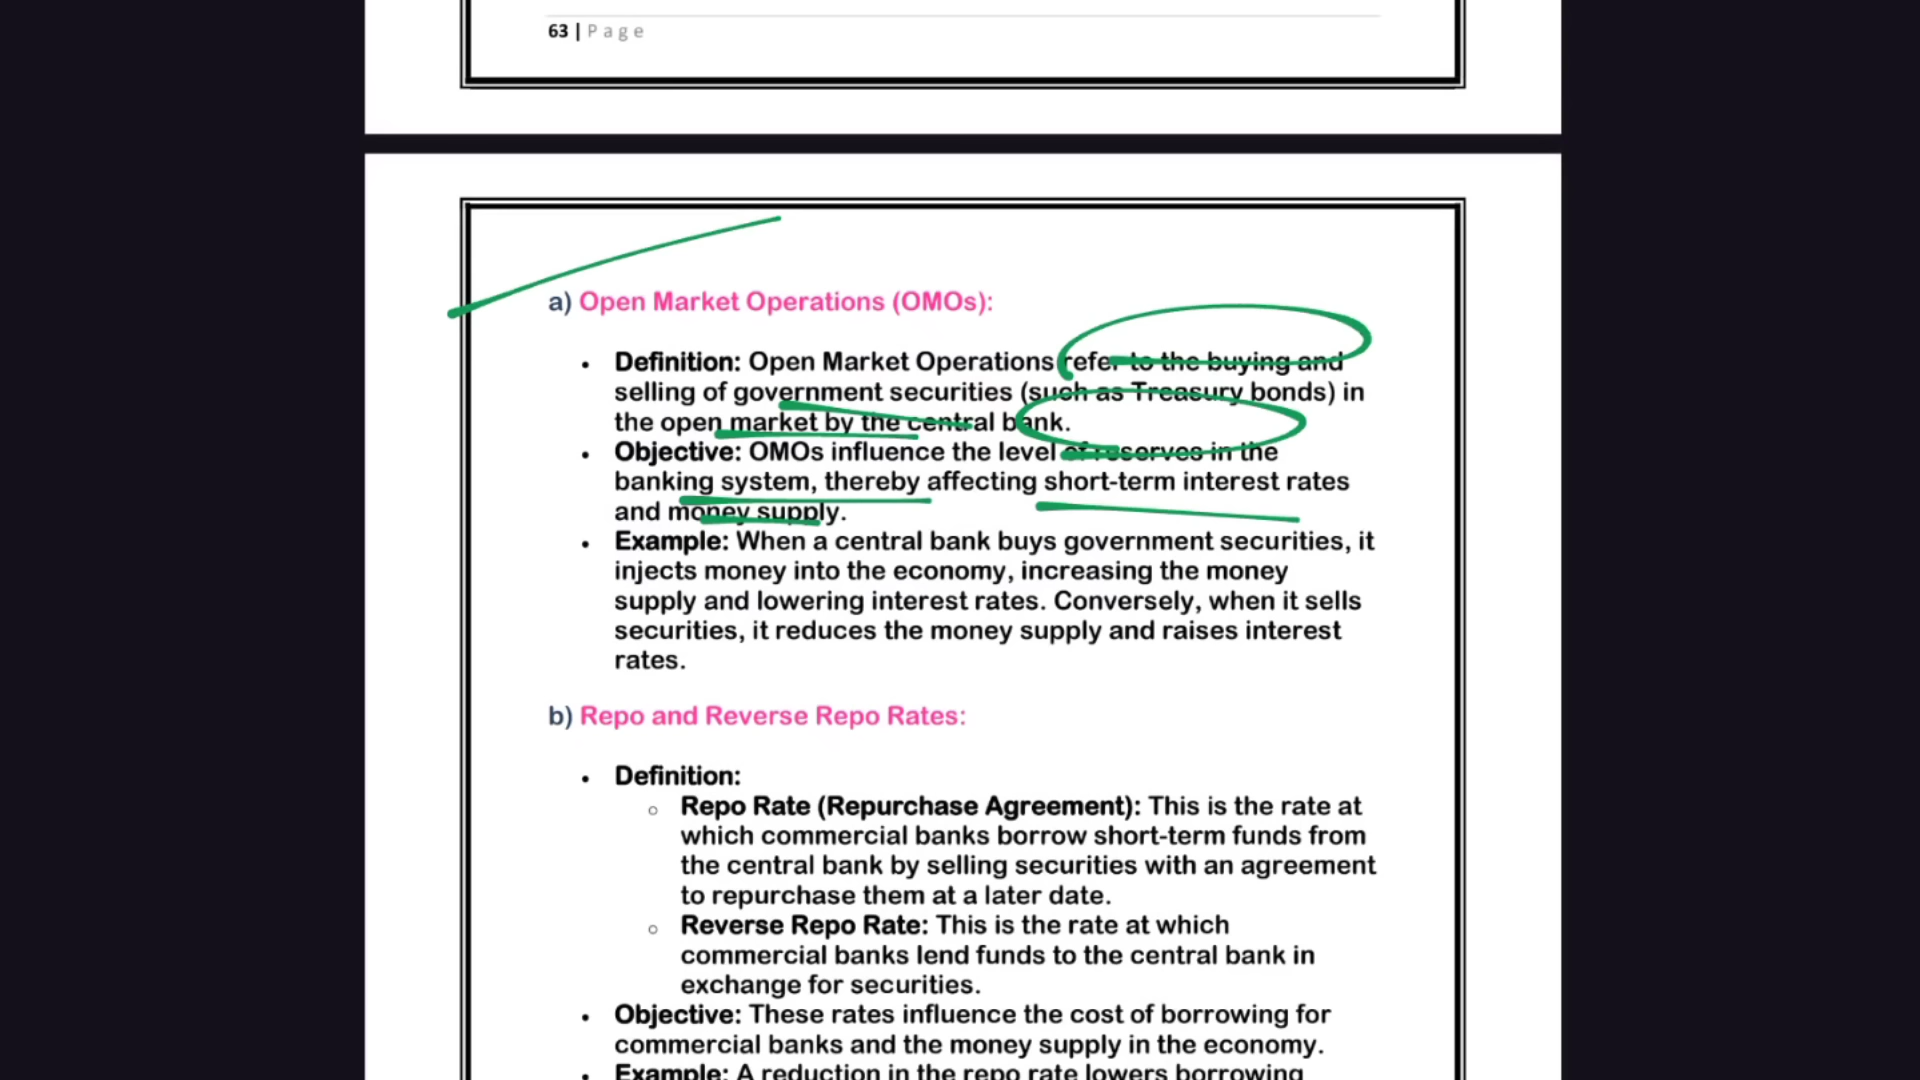 63 | Page
a) Open Market Operations (OMOs):
• Definition: Open Market Operations refer to the buying and
selling of government securities (such as Treasury bonds) in
the open market by the central bank.
• Objective: OMOs influence the level of reserves in the
banking system, thereby affecting short-term interest rates
and money supply.
• Example: When a central bank buys government securities, it
injects money into the economy, increasing the money
supply and lowering interest rates. Conversely, when it sells
securities, it reduces the money supply and raises interest
rates.
b) Repo and Reverse Repo Rates:
• Definition:
o Repo Rate (Repurchase Agreement): This is the rate at
which commercial banks borrow short-term funds from
the central bank by selling securities with an agreement
to repurchase them at a later date.
o Reverse Repo Rate: This is the rate at which
commercial banks lend funds to the central bank in
exchange for securities.
• Objective: These rates influence the cost of borrowing for
commercial banks and the money supply in the economy.
• Example: A reduction in the repo rate lowers borrowing